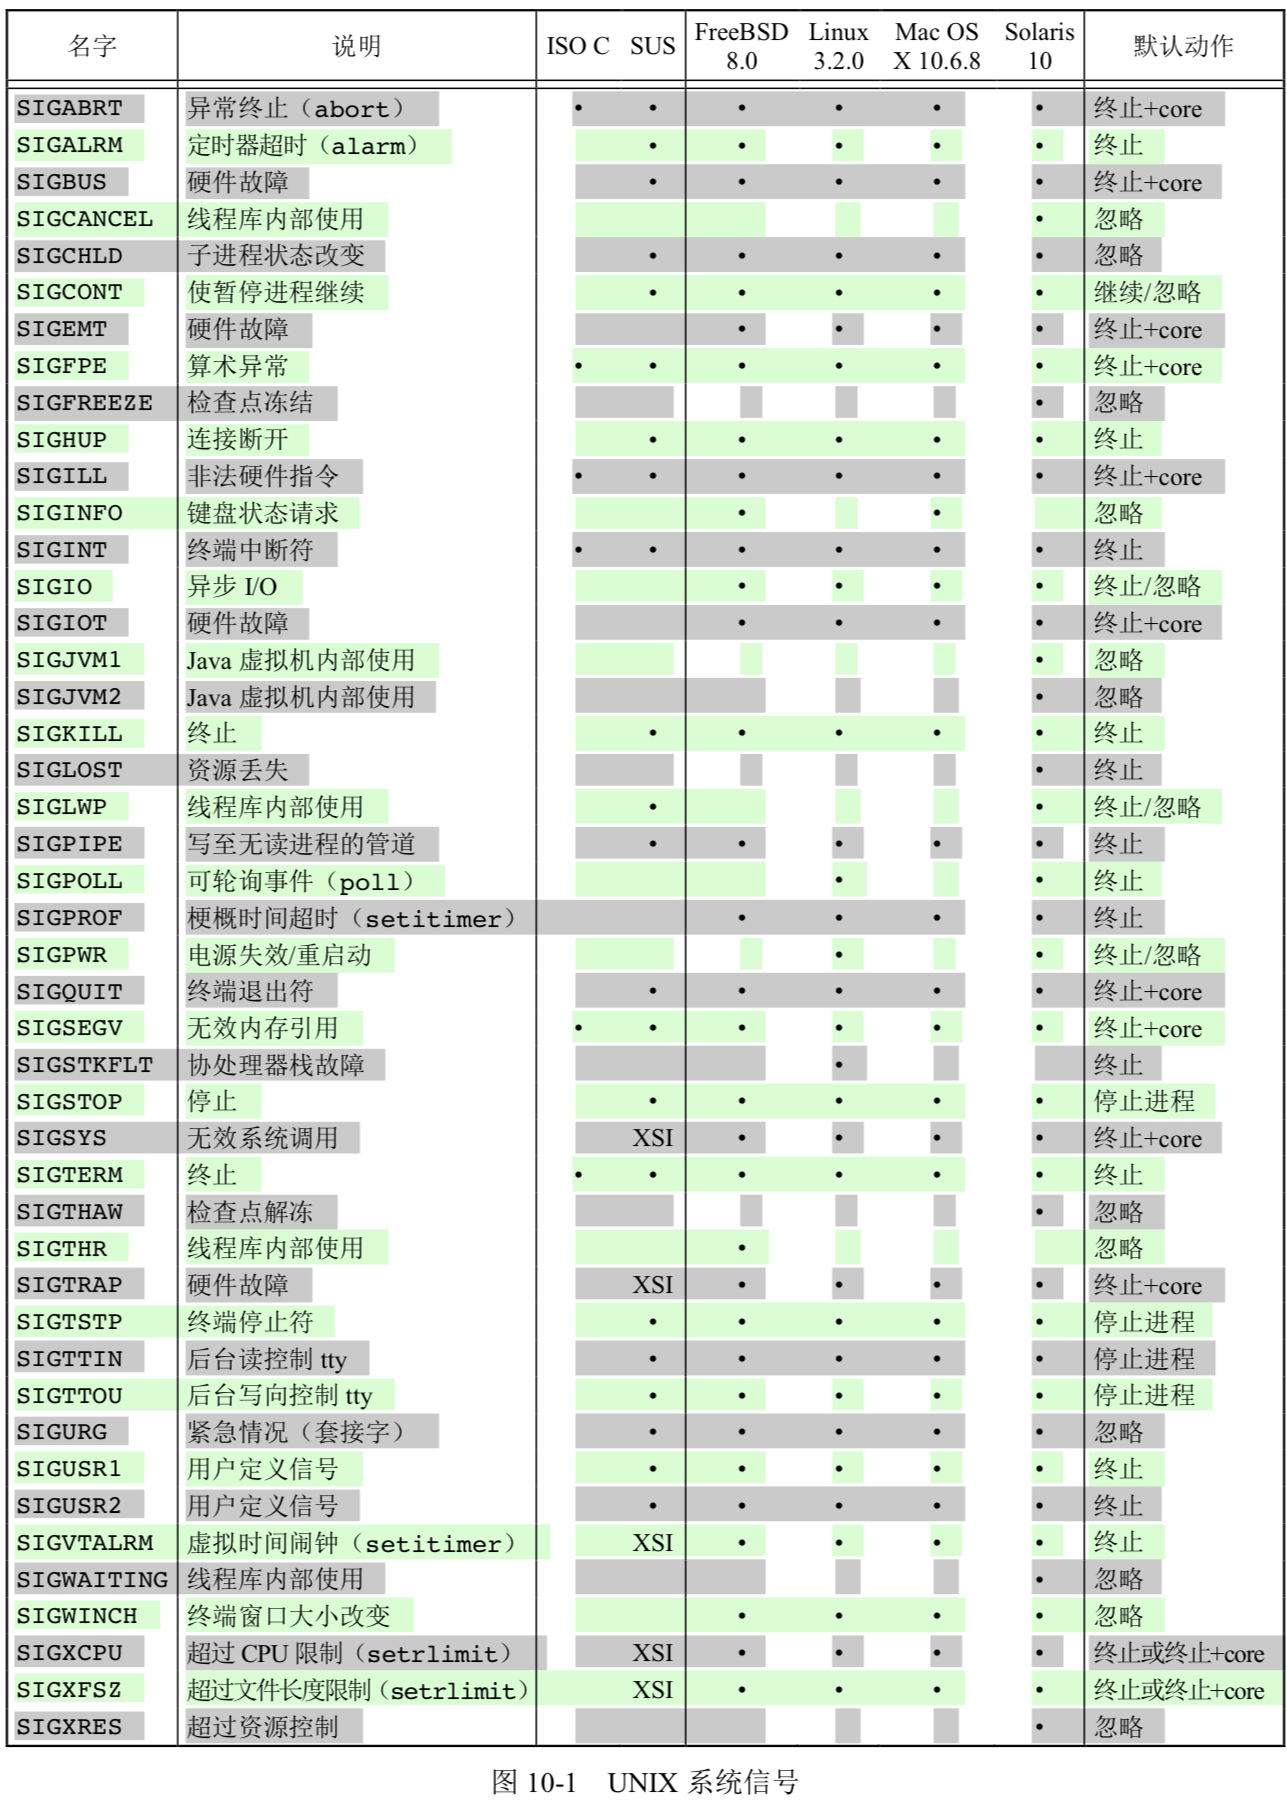 名字 说明 ISO C SUS FreeBSD 8.0 Linux 3.2.0 Mac OS X 10.6.8 Solaris 10 默认动作
SIGABRT 异常终止（abort） • • • • • • 终止+core
SIGALRM 定时器超时（alarm） • • • • • 终止
SIGBUS 硬件故障 • • • • • 终止+core
SIGCANCEL 线程库内部使用 • 忽略
SIGCHLD 子进程状态改变 • • • • • 忽略
SIGCONT 使暂停进程继续 • • • • • 继续/忽略
SIGEMT 硬件故障 • • • • 终止+core
SIGFPE 算术异常 • • • • • • 终止+core
SIGFREEZE 检查点冻结 • 忽略
SIGHUP 连接断开 • • • • • 终止
SIGILL 非法硬件指令 • • • • • • 终止+core
SIGINFO 键盘状态请求 • • 忽略
SIGINT 终端中断符 • • • • • • 终止
SIGIO 异步 I/O • • • • 终止/忽略
SIGIOT 硬件故障 • • • • 终止+core
SIGJVM1 Java 虚拟机内部使用 • 忽略
SIGJVM2 Java 虚拟机内部使用 • 忽略
SIGKILL 终止 • • • • • 终止
SIGLOST 资源丢失 • 终止
SIGLWP 线程库内部使用 • • 终止/忽略
SIGPIPE 写至无读进程的管道 • • • • • 终止
SIGPOLL 可轮询事件（poll） • • 终止
SIGPROF 梗概时间超时（setitimer） • • • • 终止
SIGPWR 电源失效/重启动 • • 终止/忽略
SIGQUIT 终端退出符 • • • • • 终止+core
SIGSEGV 无效内存引用 • • • • • • 终止+core
SIGSTKFLT 协处理器栈故障 • 终止
SIGSTOP 停止 • • • • • 停止进程
SIGSYS 无效系统调用 XSI • • • • 终止+core
SIGTERM 终止 • • • • • • 终止
SIGTHAW 检查点解冻 • 忽略
SIGTHR 线程库内部使用 • 忽略
SIGTRAP 硬件故障 XSI • • • • 终止+core
SIGTSTP 终端停止符 • • • • • 停止进程
SIGTTIN 后台读控制 tty • • • • • 停止进程
SIGTTOU 后台写向控制 tty • • • • • 停止进程
SIGURG 紧急情况（套接字） • • • • • 忽略
SIGUSR1 用户定义信号 • • • • • 终止
SIGUSR2 用户定义信号 • • • • • 终止
SIGVTALRM 虚拟时间闹钟（setitimer） XSI • • • • 终止
SIGWAITING 线程库内部使用 • 忽略
SIGWINCH 终端窗口大小改变 • • • • 忽略
SIGXCPU 超过 CPU 限制（setrlimit） XSI • • • • 终止或终止+core
SIGXFSZ 超过文件长度限制（setrlimit） XSI • • • • 终止或终止+core
SIGXRES 超过资源控制 • 忽略
图 10-1 UNIX 系统信号